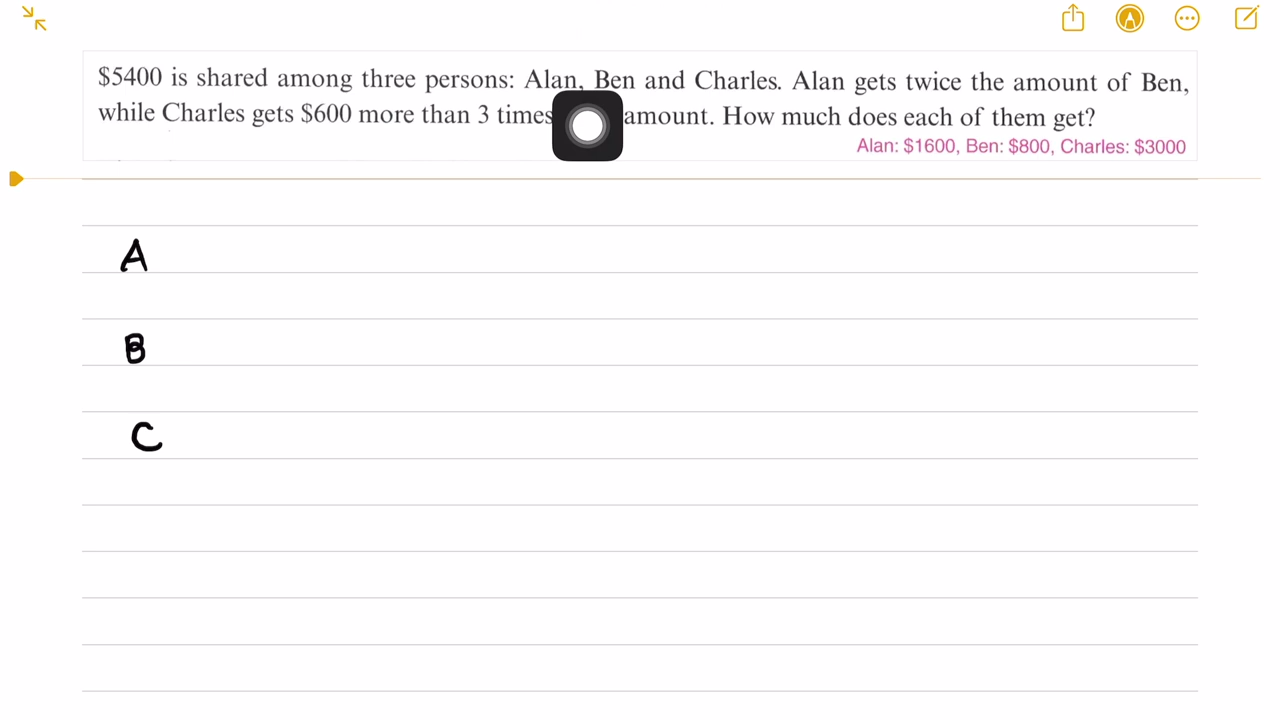 $5400 is shared among three persons: Alan, Ben and Charles. Alan gets twice the amount of Ben,
while Charles gets $600 more than 3 times amount. How much does each of them get?
Alan: $1600, Ben: $800, Charles: $3000
A
B
C